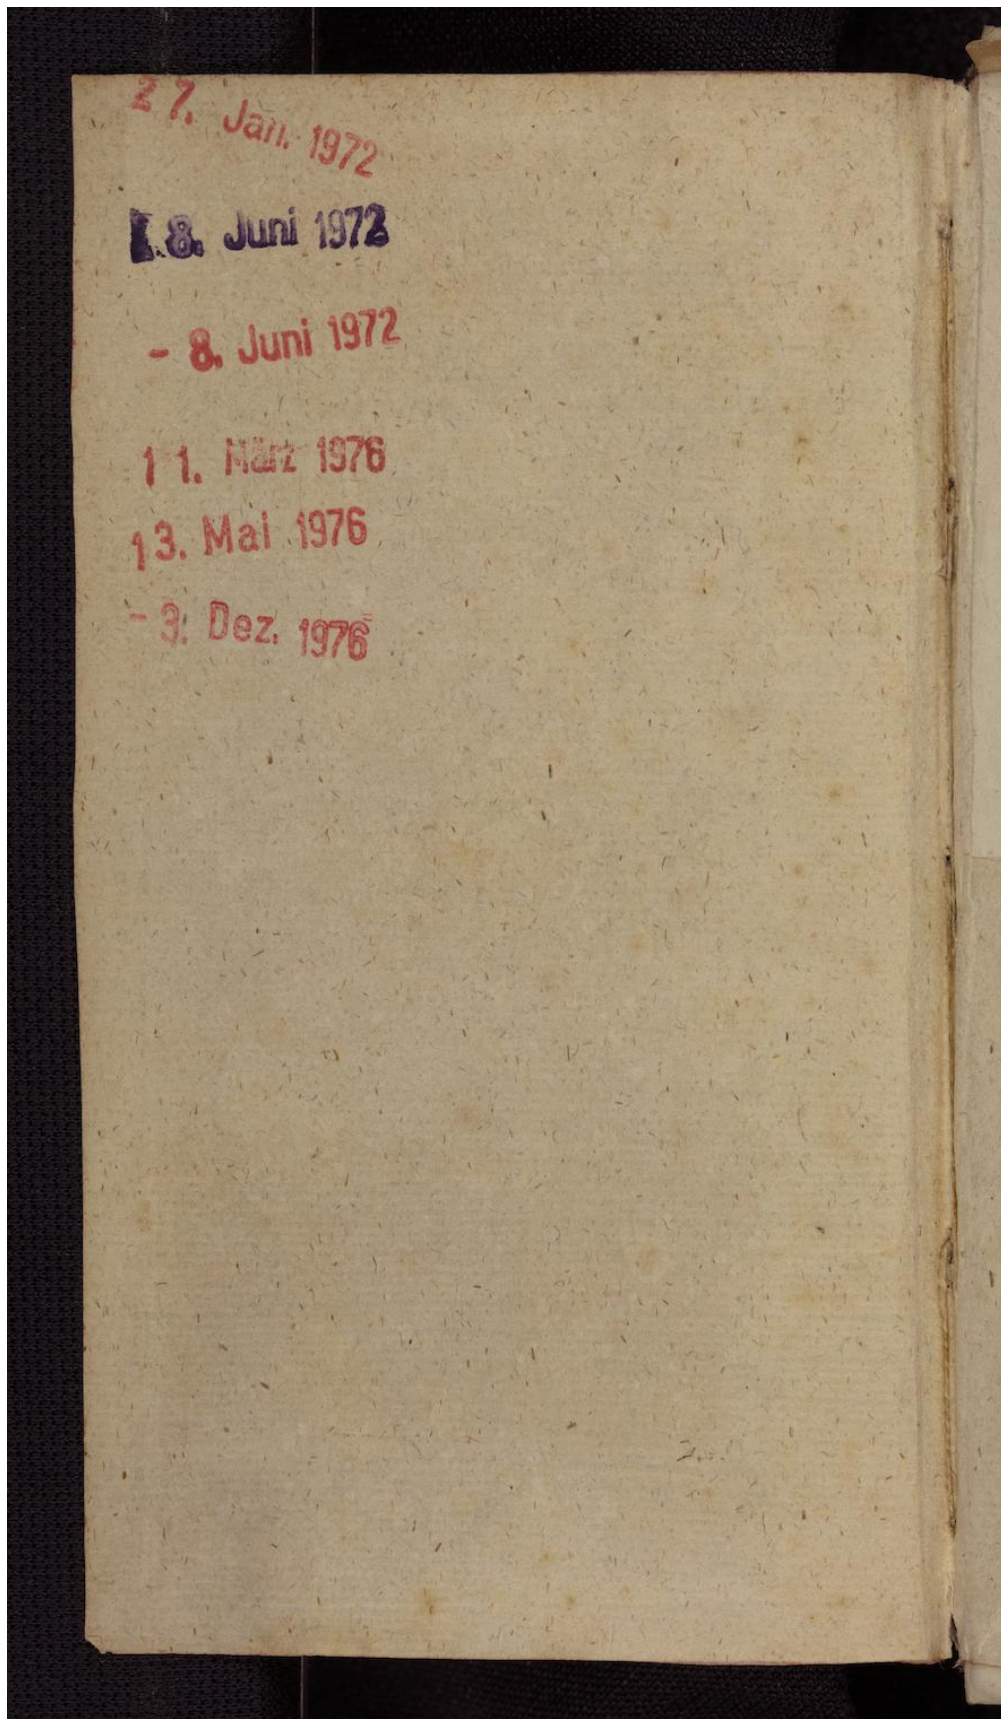 27. Jan. 1972
8. Juni 1972
- 8. Juni 1972
11. März 1976
13. Mai 1976
- 3. Dez. 1976